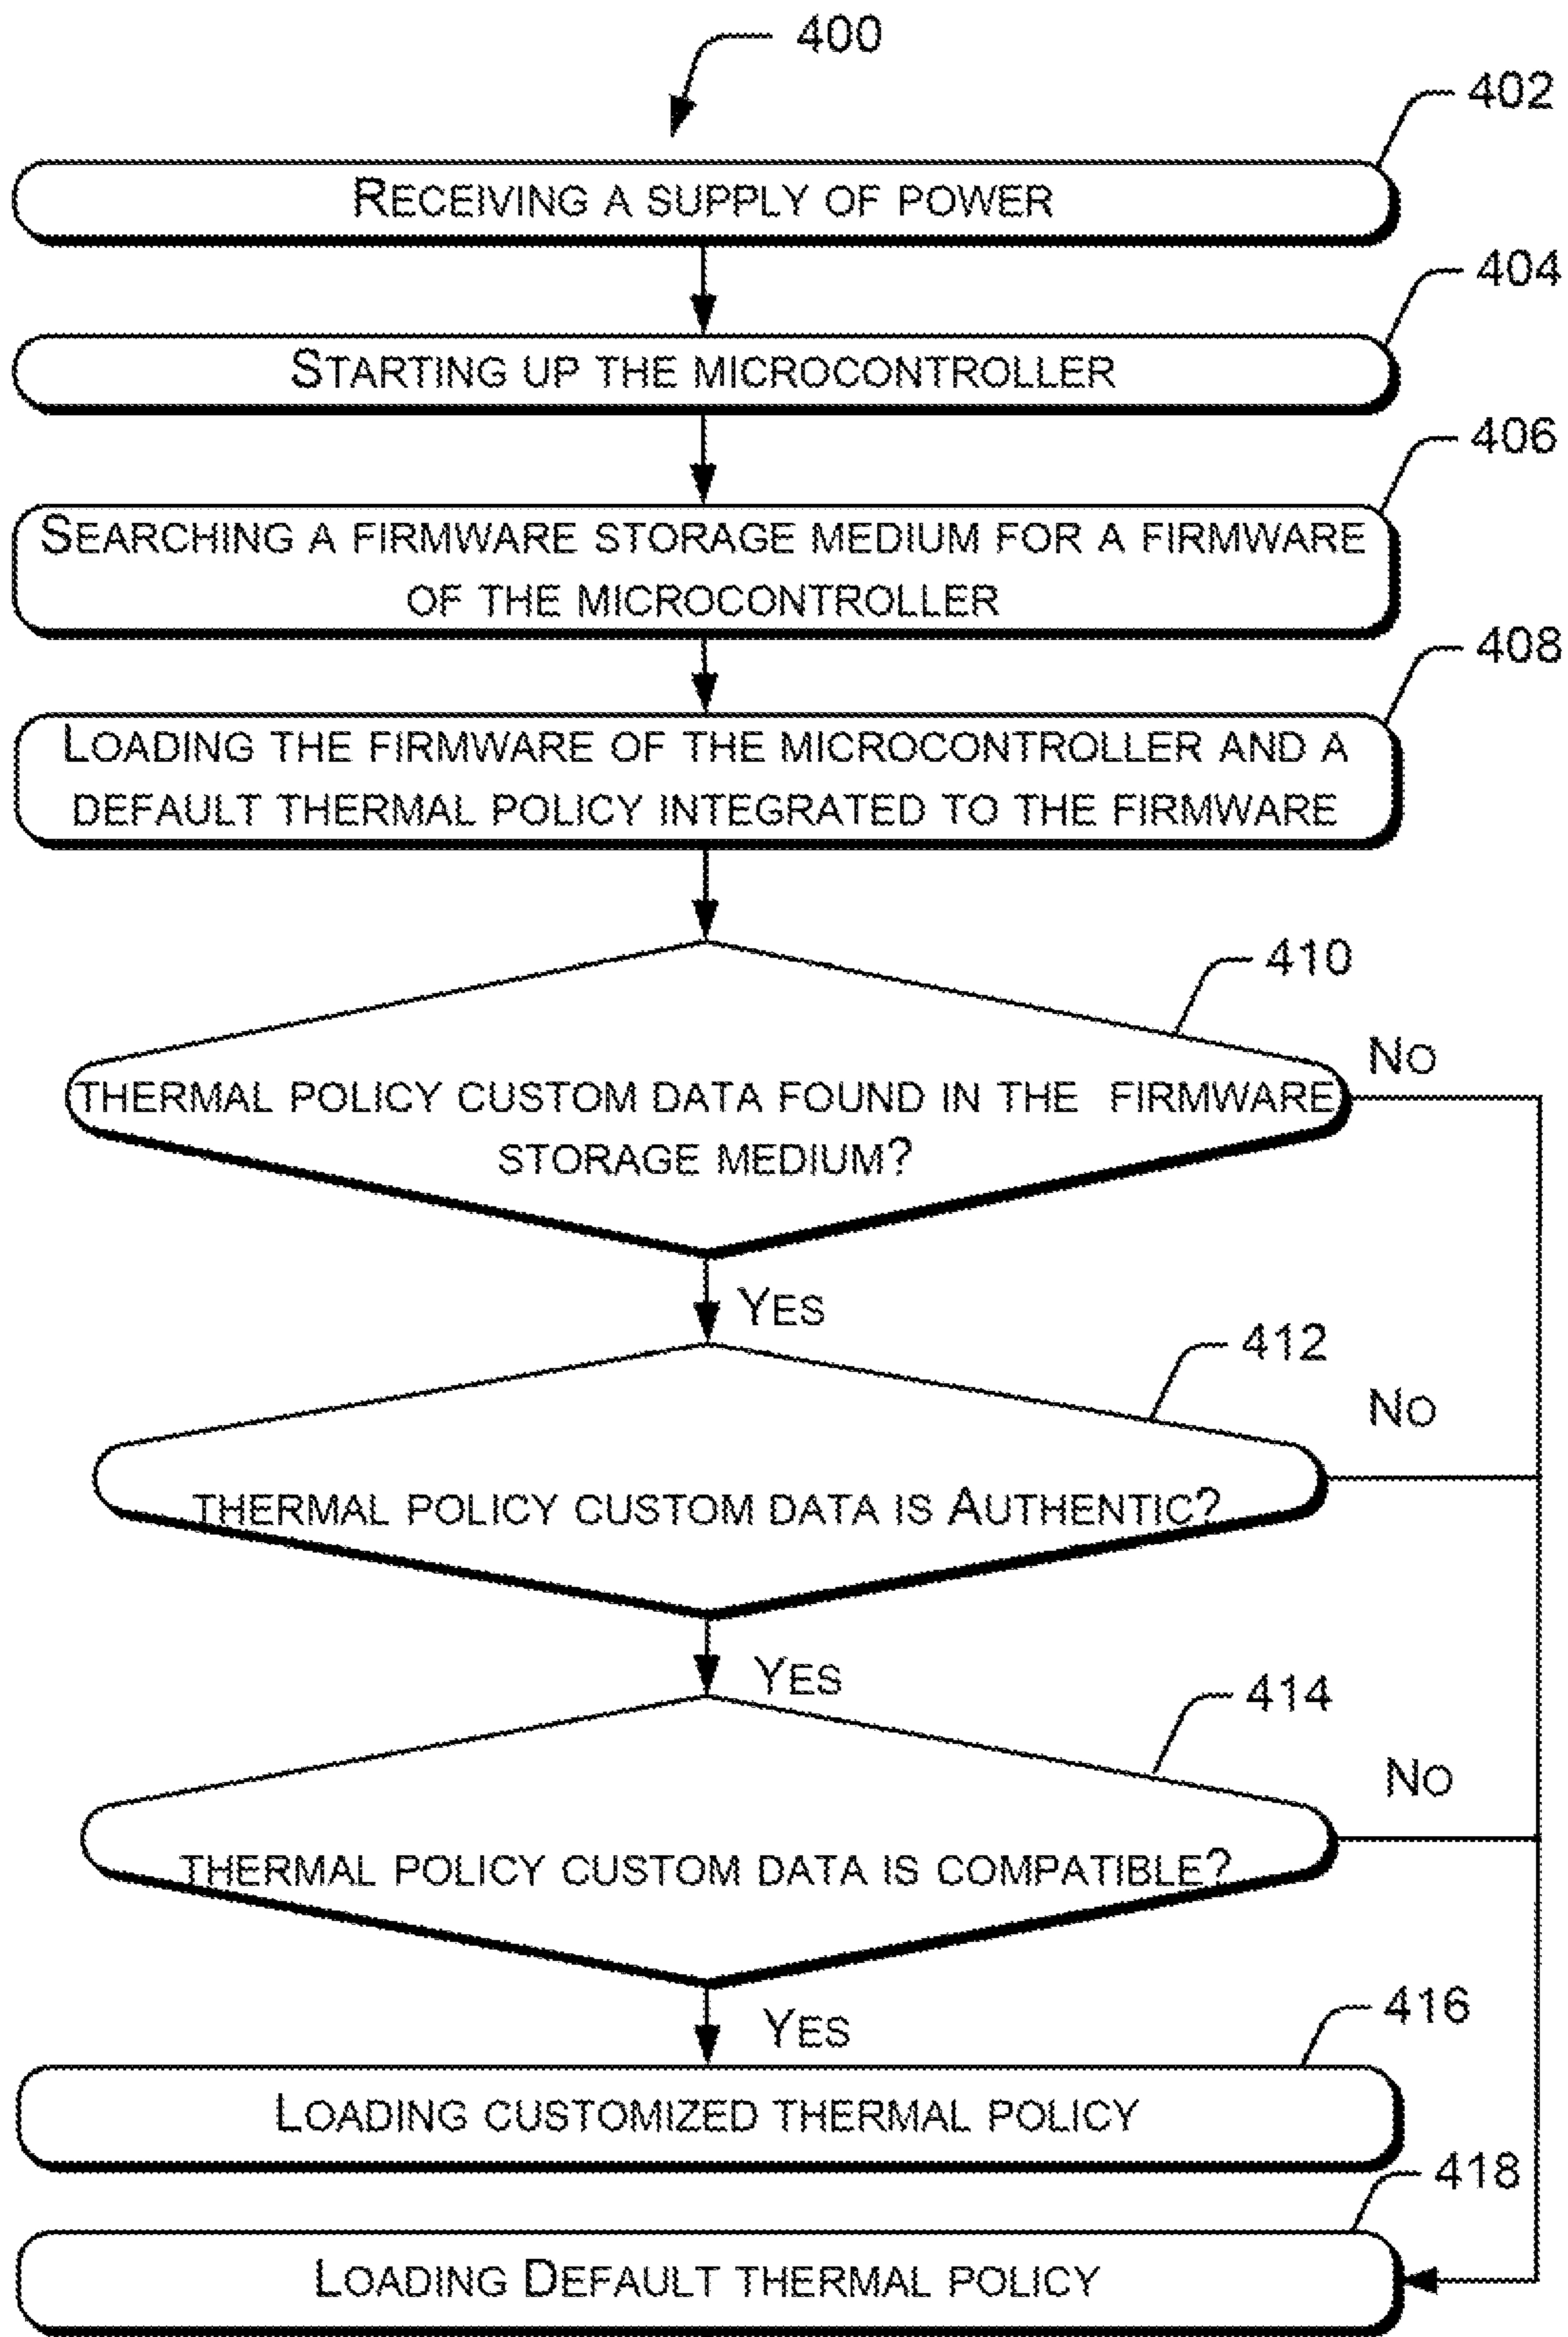 400
402
RECEIVING A SUPPLY OF POWER
404
STARTING UP THE MICROCONTROLLER
406
SEARCHING A FIRMWARE STORAGE MEDIUM FOR A FIRMWARE
OF THE MICROCONTROLLER
408
LOADING THE FIRMWARE OF THE MICROCONTROLLER AND A
DEFAULT THERMAL POLICY INTEGRATED TO THE FIRMWARE
410
NO
THERMAL POLICY CUSTOM DATA FOUND IN THE FIRMWARE
STORAGE MEDIUM?
YES
412
NO
THERMAL POLICY CUSTOM DATA IS AUTHENTIC?
YES
414
NO
THERMAL POLICY CUSTOM DATA IS COMPATIBLE?
YES
416
LOADING CUSTOMIZED THERMAL POLICY
418
LOADING DEFAULT THERMAL POLICY